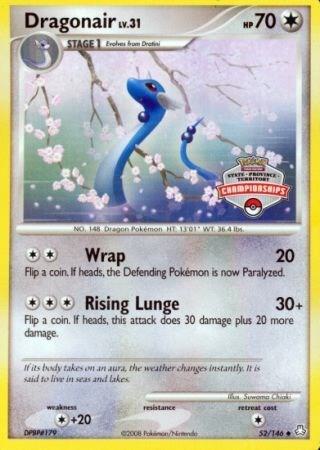 Dragonair LV.31
HP 70
STAGE 1 Evolves from Dratini
Pokémon
STATE · PROVINCE
TERRITORY
CHAMPIONSHIPS
NO. 148 Dragon Pokémon HT: 13'01" WT: 36.4 lbs.
Wrap 20
Flip a coin. If heads, the Defending Pokémon is now Paralyzed.
Rising Lunge 30+
Flip a coin. If heads, this attack does 30 damage plus 20 more
damage.
If its body takes on an aura, the weather changes instantly. It is
said to live in seas and lakes.
Illus. Suwama Chiaki
weakness resistance retreat cost
+20
DPBP#179 ©2008 Pokémon/Nintendo 52/146